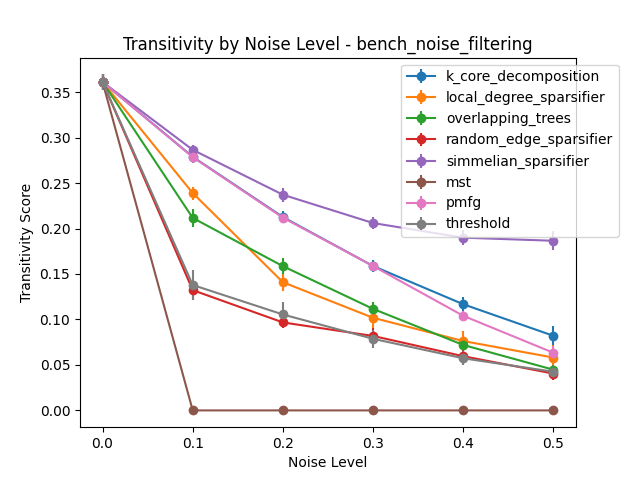 Transitivity by Noise Level - bench_noise_filtering
k_core_decomposition
local_degree_sparsifier
overlapping_trees
random_edge_sparsifier
simmelian_sparsifier
mst
pmfg
threshold
Transitivity Score
0.35
0.30
0.25
0.20
0.15
0.10
0.05
0.00
0.0 0.1 0.2 0.3 0.4 0.5
Noise Level